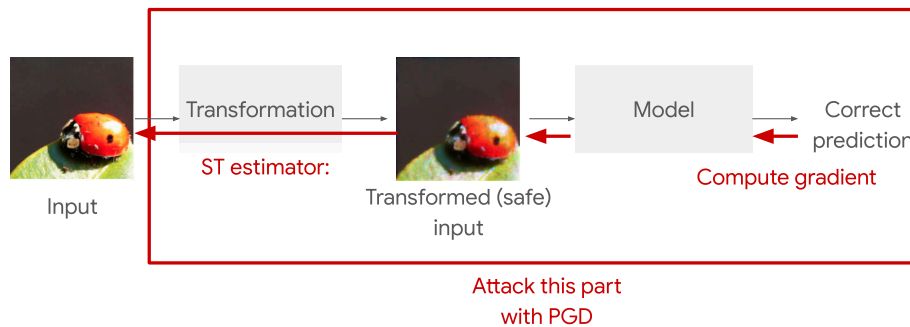 Transformation
Model
Correct
prediction
ST estimator:
Compute gradient
Input
Transformed (safe)
input
Attack this part
with PGD